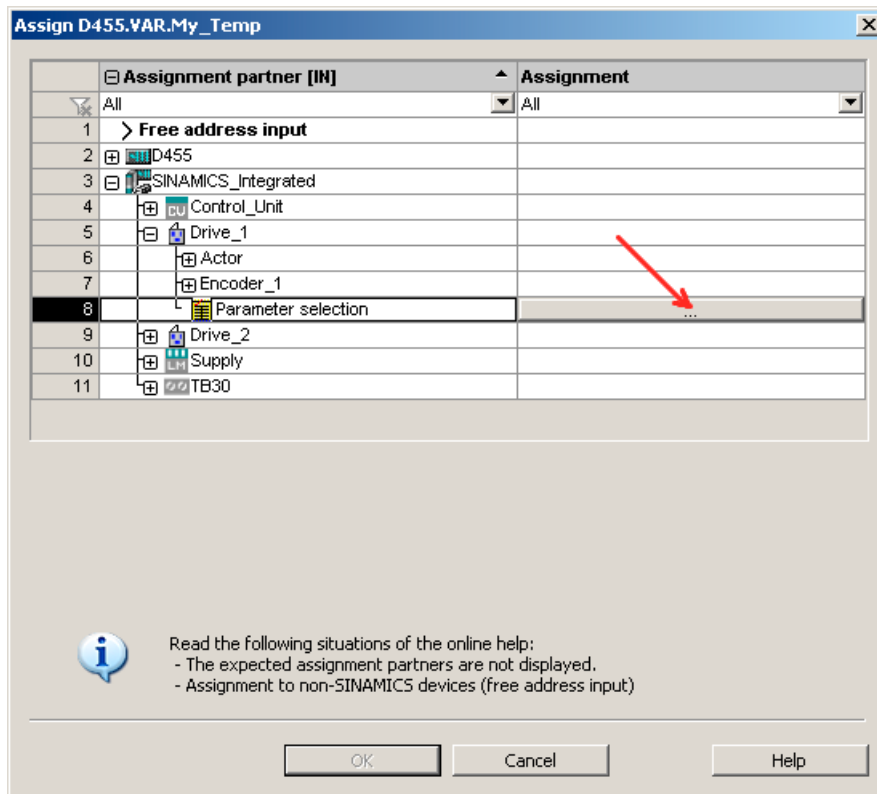 Assign D455.VAR.My_Temp
Assignment partner [IN] Assignment
All All
1 Free address input
2 D455
3 SINAMICS_Integrated
4 CU Control_Unit
5 Drive_1
6 Actor
7 Encoder_1
8 Parameter selection ...
9 Drive_2
10 LM Supply
11 TB30
Read the following situations of the online help:
- The expected assignment partners are not displayed.
- Assignment to non-SINAMICS devices (free address input)
OK Cancel Help